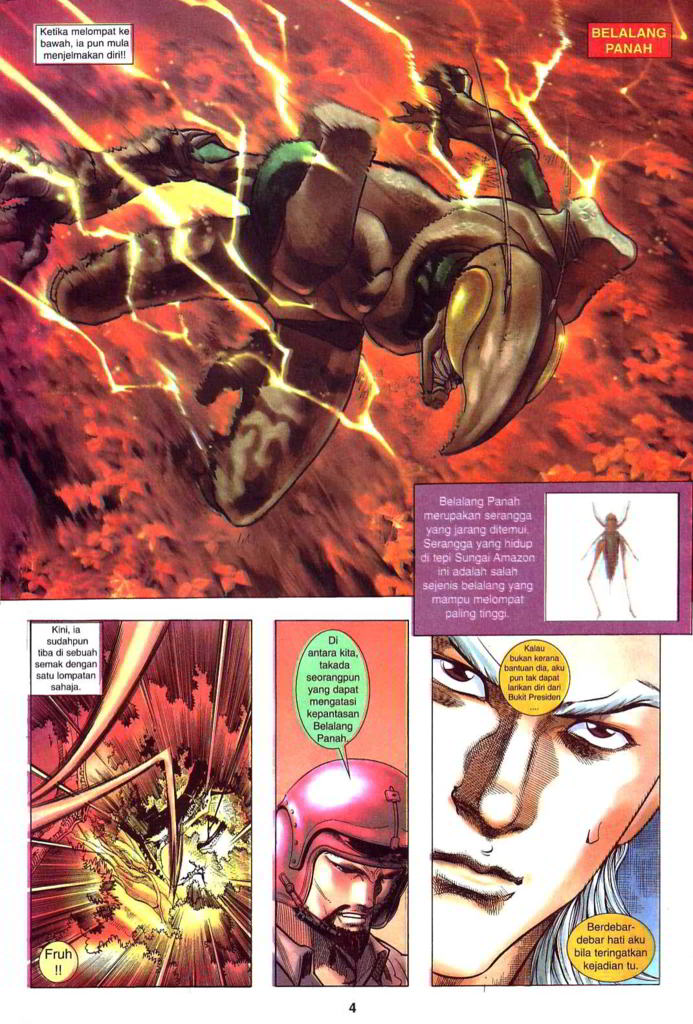 Ketika melompat ke
bawah, ia pun mula
menjelmakan diri!!
BELALANG
PANAH
Belalang Panah
merupakan serangga
yang jarang ditemui.
Serangga yang hidup
di tepi Sungai Amazon
ini adalah salah
sejenis belalang yang
mampu melompat
paling tinggi.
Kini, ia
sudahpun
tiba di sebuah
semak dengan
satu lompatan
sahaja.
Fruh
!!
Di
antara kita,
takada
seorangpun
yang dapat
mengatasi
kepantasan
Belalang
Panah.
Kalau
bukan kerana
bantuan dia, aku
pun tak dapat
larikan diri dari
Bukit Presiden
....
Berdebar-
debar hati aku
bila teringatkan
kejadian tu.
4